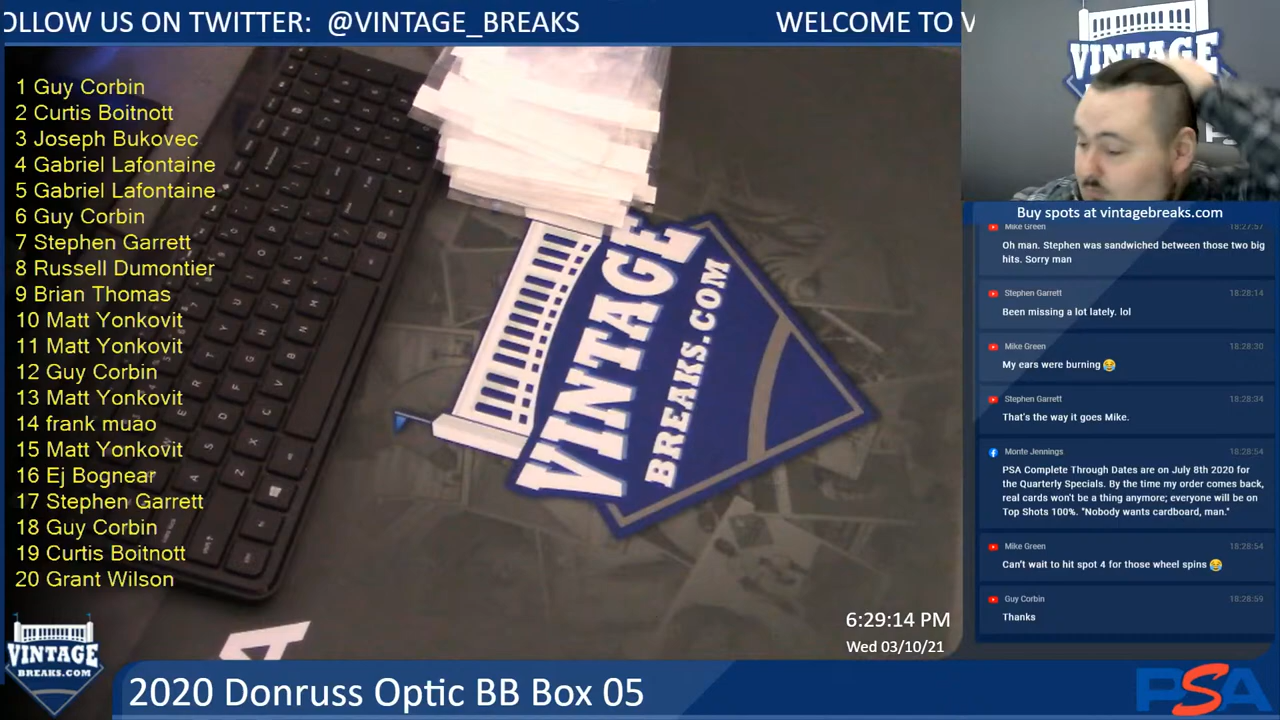 OLLOW US ON TWITTER: @VINTAGE_BREAKS WELCOME TO V
1 Guy Corbin
2 Curtis Boitnott
3 Joseph Bukovec
4 Gabriel Lafontaine
5 Gabriel Lafontaine
6 Guy Corbin
7 Stephen Garrett
8 Russell Dumontier
9 Brian Thomas
10 Matt Yonkovit
11 Matt Yonkovit
12 Guy Corbin
13 Matt Yonkovit
14 frank muao
15 Matt Yonkovit
16 Ej Bognear
17 Stephen Garrett
18 Guy Corbin
19 Curtis Boitnott
20 Grant Wilson
VINTAGE
BREAKS.COM
VINTAGE
Buy spots at vintagebreaks.com
Mike Green 18:27:57
Oh man. Stephen was sandwiched between those two big
hits. Sorry man
Stephen Garrett 18:28:14
Been missing a lot lately. lol
Mike Green 18:28:30
My ears were burning 😂
Stephen Garrett 18:28:34
That's the way it goes Mike.
Monte Jennings 18:28:54
PSA Complete Through Dates are on July 8th 2020 for
the Quarterly Specials. By the time my order comes back,
real cards won't be a thing anymore; everyone will be on
Top Shots 100%. "Nobody wants cardboard, man."
Mike Green 18:28:54
Can't wait to hit spot 4 for those wheel spins 😂
Guy Corbin 18:28:59
Thanks
6:29:14 PM
Wed 03/10/21
VINTAGE
BREAKS.COM
2020 Donruss Optic BB Box 05
PSA